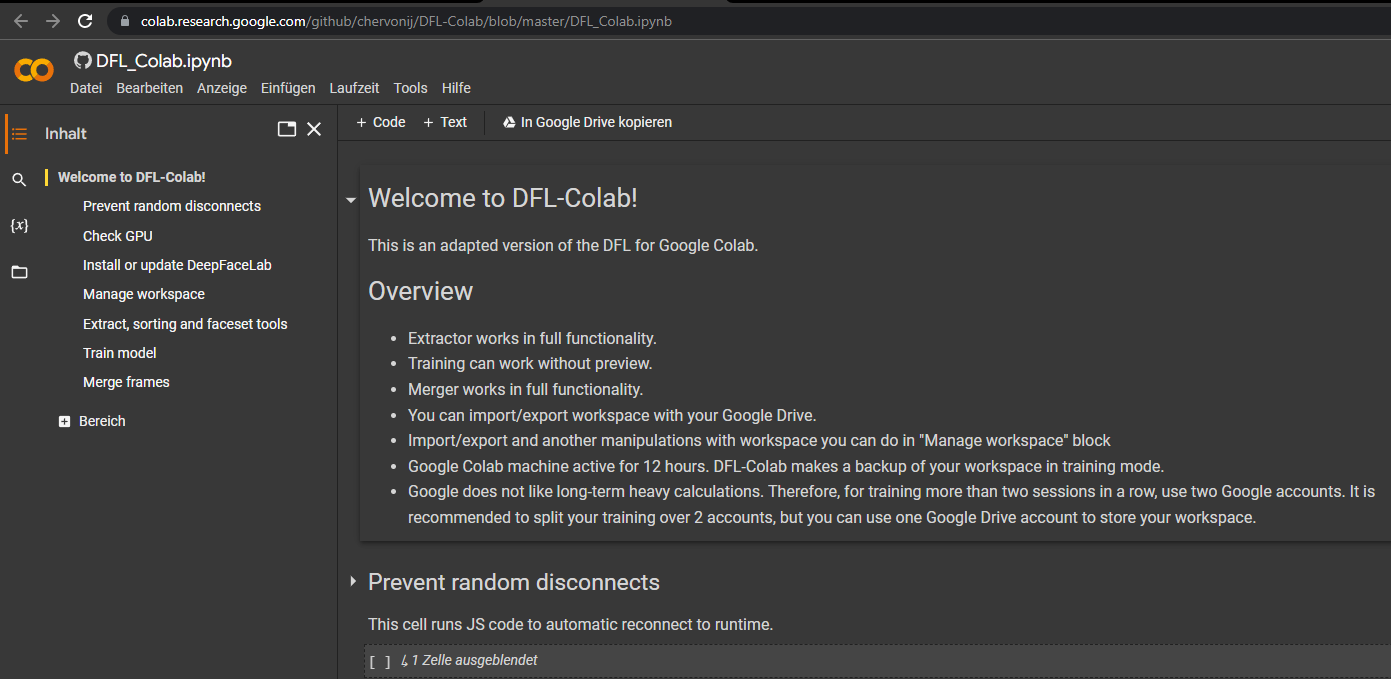 colab.research.google.com/github/chervonij/DFL-Colab/blob/master/DFL_Colab.ipynb
DFL_Colab.ipynb
Datei Bearbeiten Anzeige Einfügen Laufzeit Tools Hilfe
Inhalt
Welcome to DFL-Colab!
Prevent random disconnects
Check GPU
Install or update DeepFaceLab
Manage workspace
Extract, sorting and faceset tools
Train model
Merge frames
Bereich
{x}
+ Code + Text In Google Drive kopieren
Welcome to DFL-Colab!
This is an adapted version of the DFL for Google Colab.
Overview
• Extractor works in full functionality.
• Training can work without preview.
• Merger works in full functionality.
• You can import/export workspace with your Google Drive.
• Import/export and another manipulations with workspace you can do in "Manage workspace" block
• Google Colab machine active for 12 hours. DFL-Colab makes a backup of your workspace in training mode.
• Google does not like long-term heavy calculations. Therefore, for training more than two sessions in a row, use two Google accounts. It is
recommended to split your training over 2 accounts, but you can use one Google Drive account to store your workspace.
Prevent random disconnects
This cell runs JS code to automatic reconnect to runtime.
[ ] ↳ 1 Zelle ausgeblendet